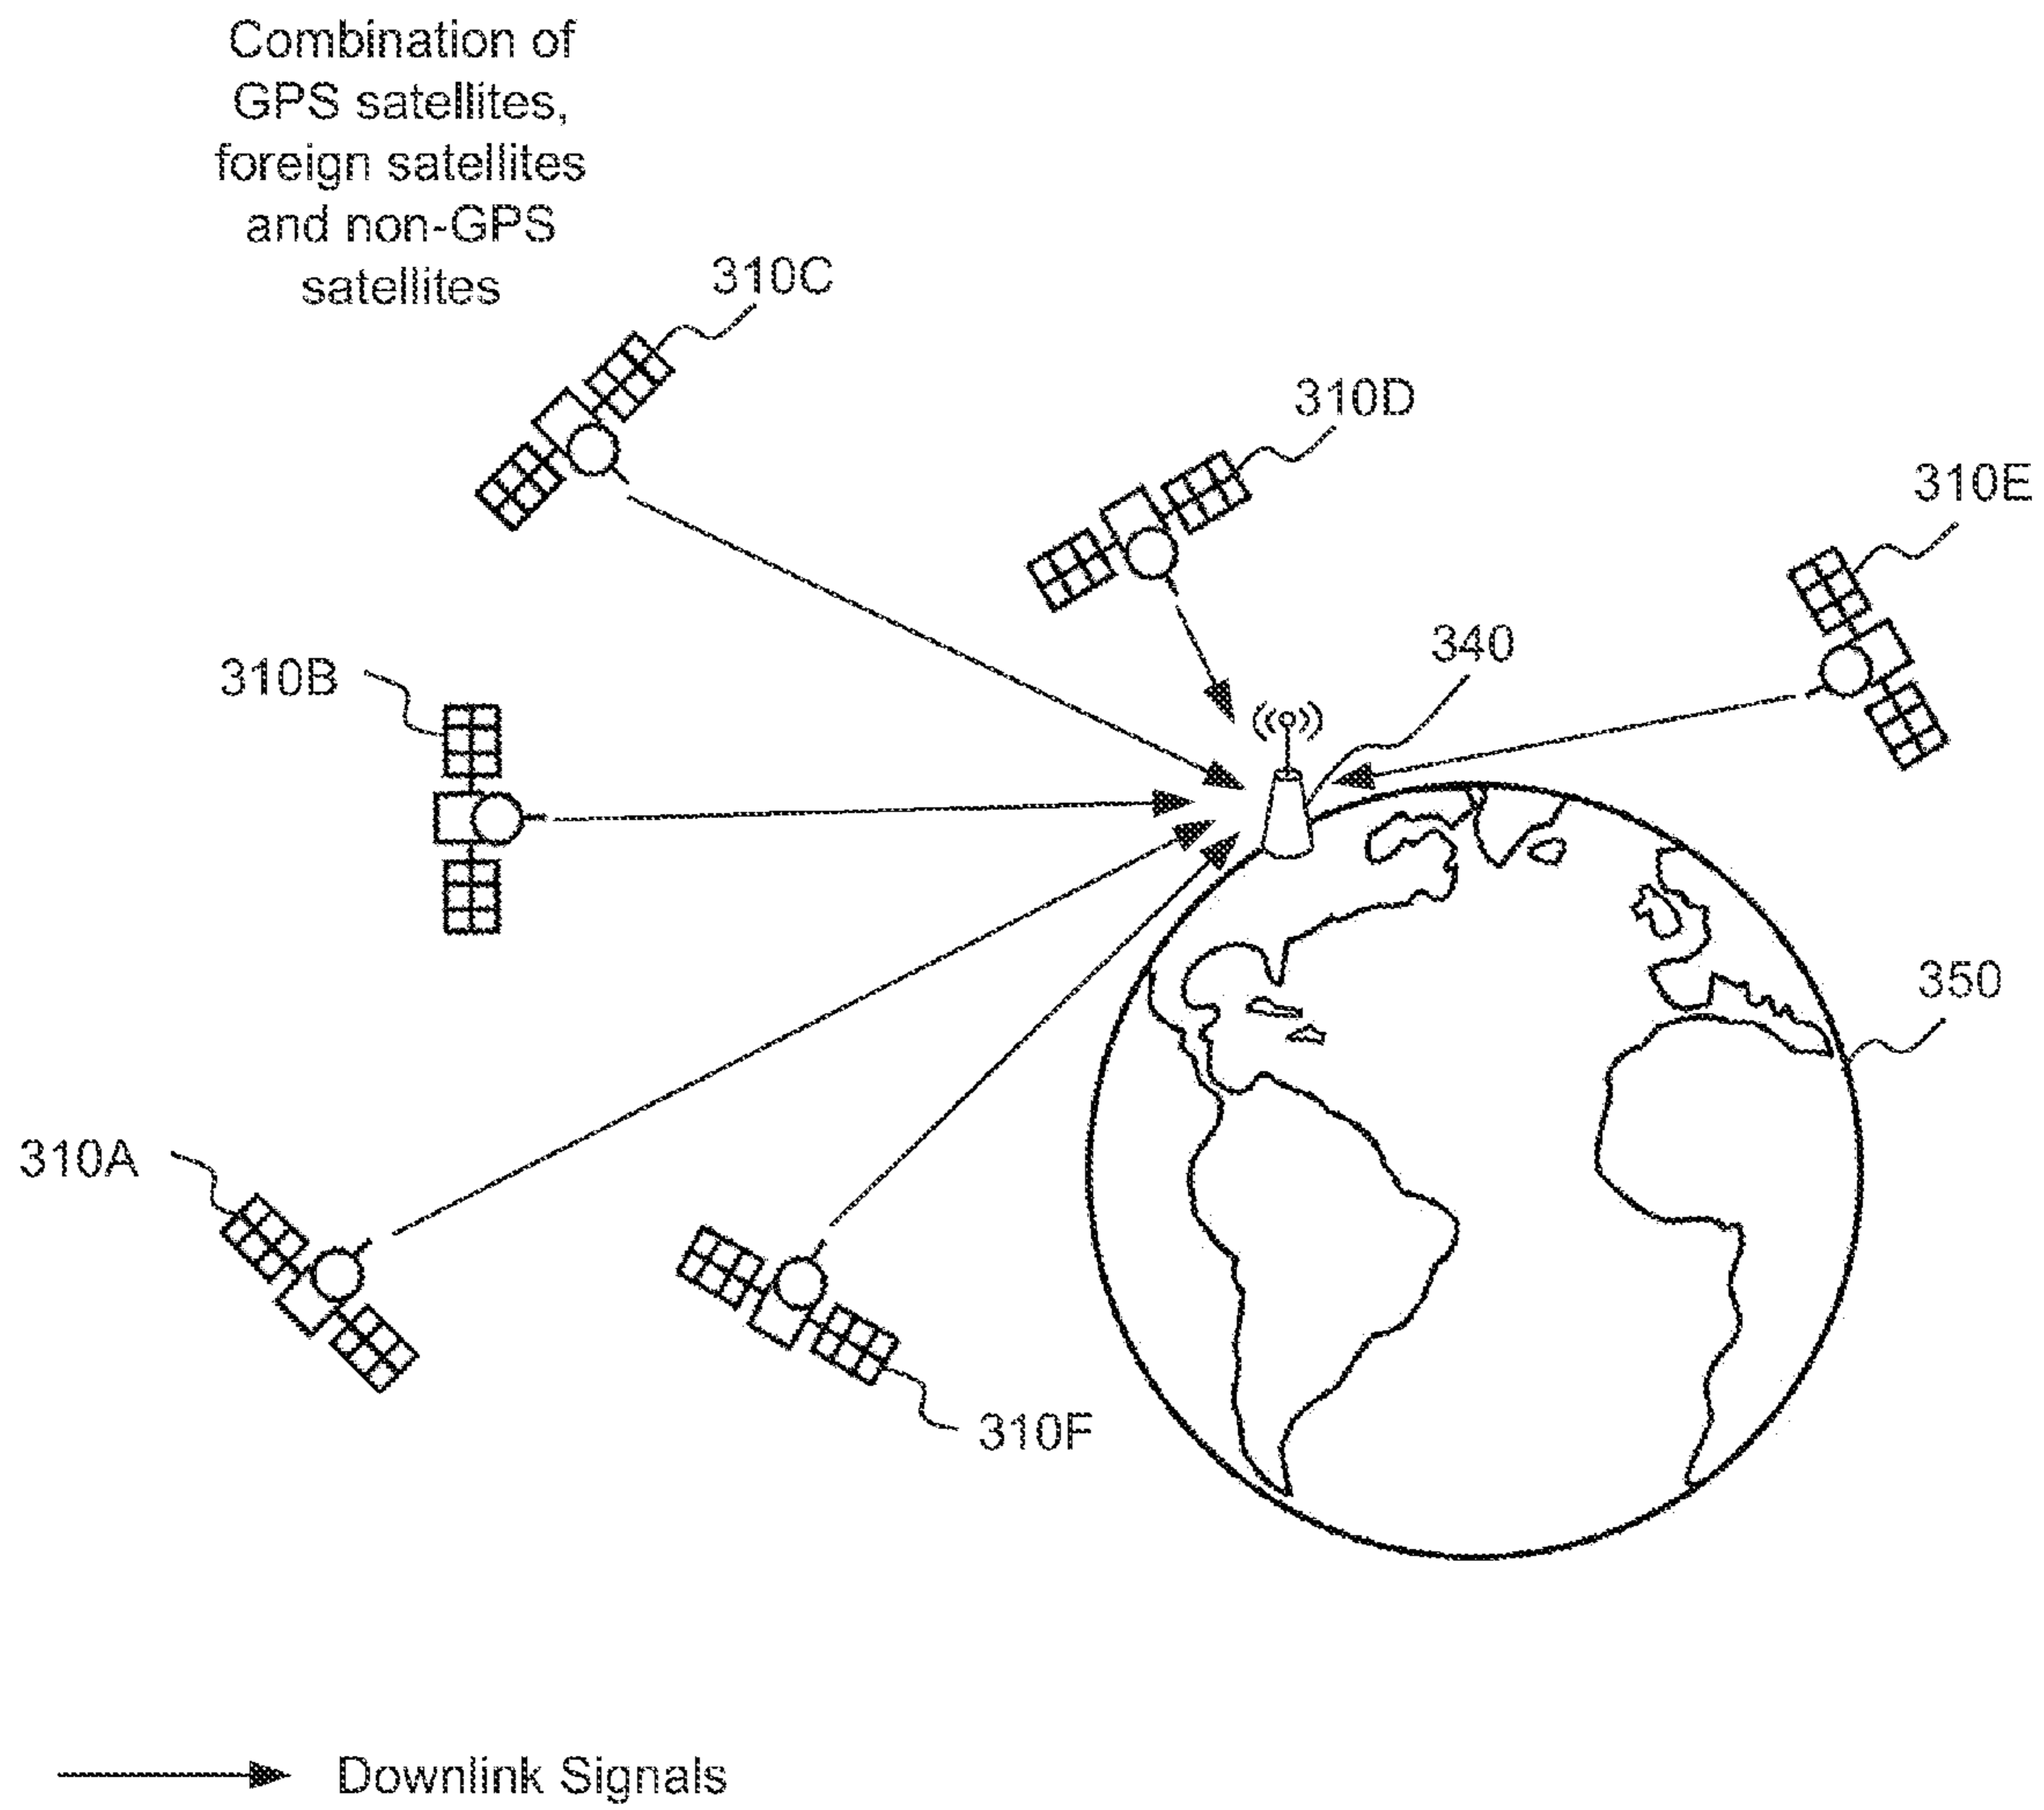 Combination of
GPS satellites,
foreign satellites
and non-GPS
satellites
310C
310D
310E
340
310B
350
310A
310F
Downlink Signals